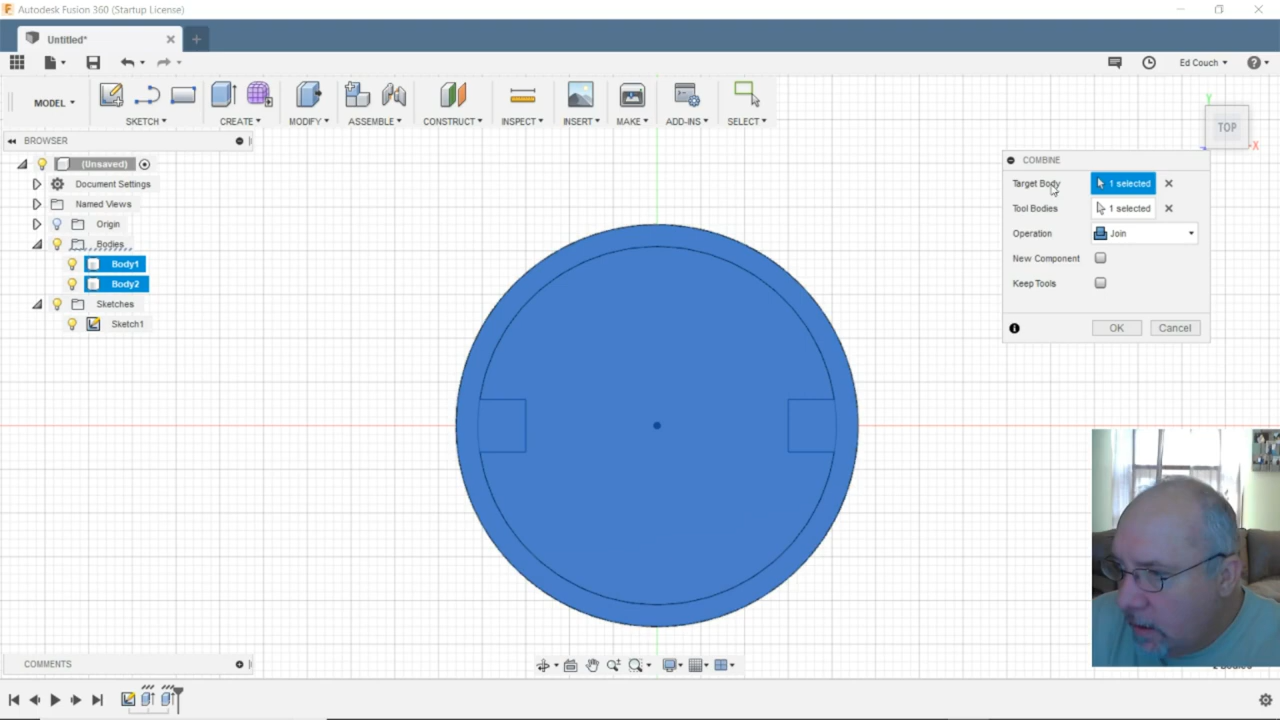 Autodesk Fusion 360 (Startup License)
Untitled*
Ed Couch
MODEL
SKETCH
CREATE
MODIFY
ASSEMBLE
CONSTRUCT
INSPECT
INSERT
MAKE
ADD-INS
SELECT
BROWSER
(Unsaved)
Document Settings
Named Views
Origin
Bodies
Body1
Body2
Sketches
Sketch1
Y
TOP
X
COMBINE
Target Body 1 selected
Tool Bodies 1 selected
Operation Join
New Component
Keep Tools
OK Cancel
COMMENTS
2 Bodies